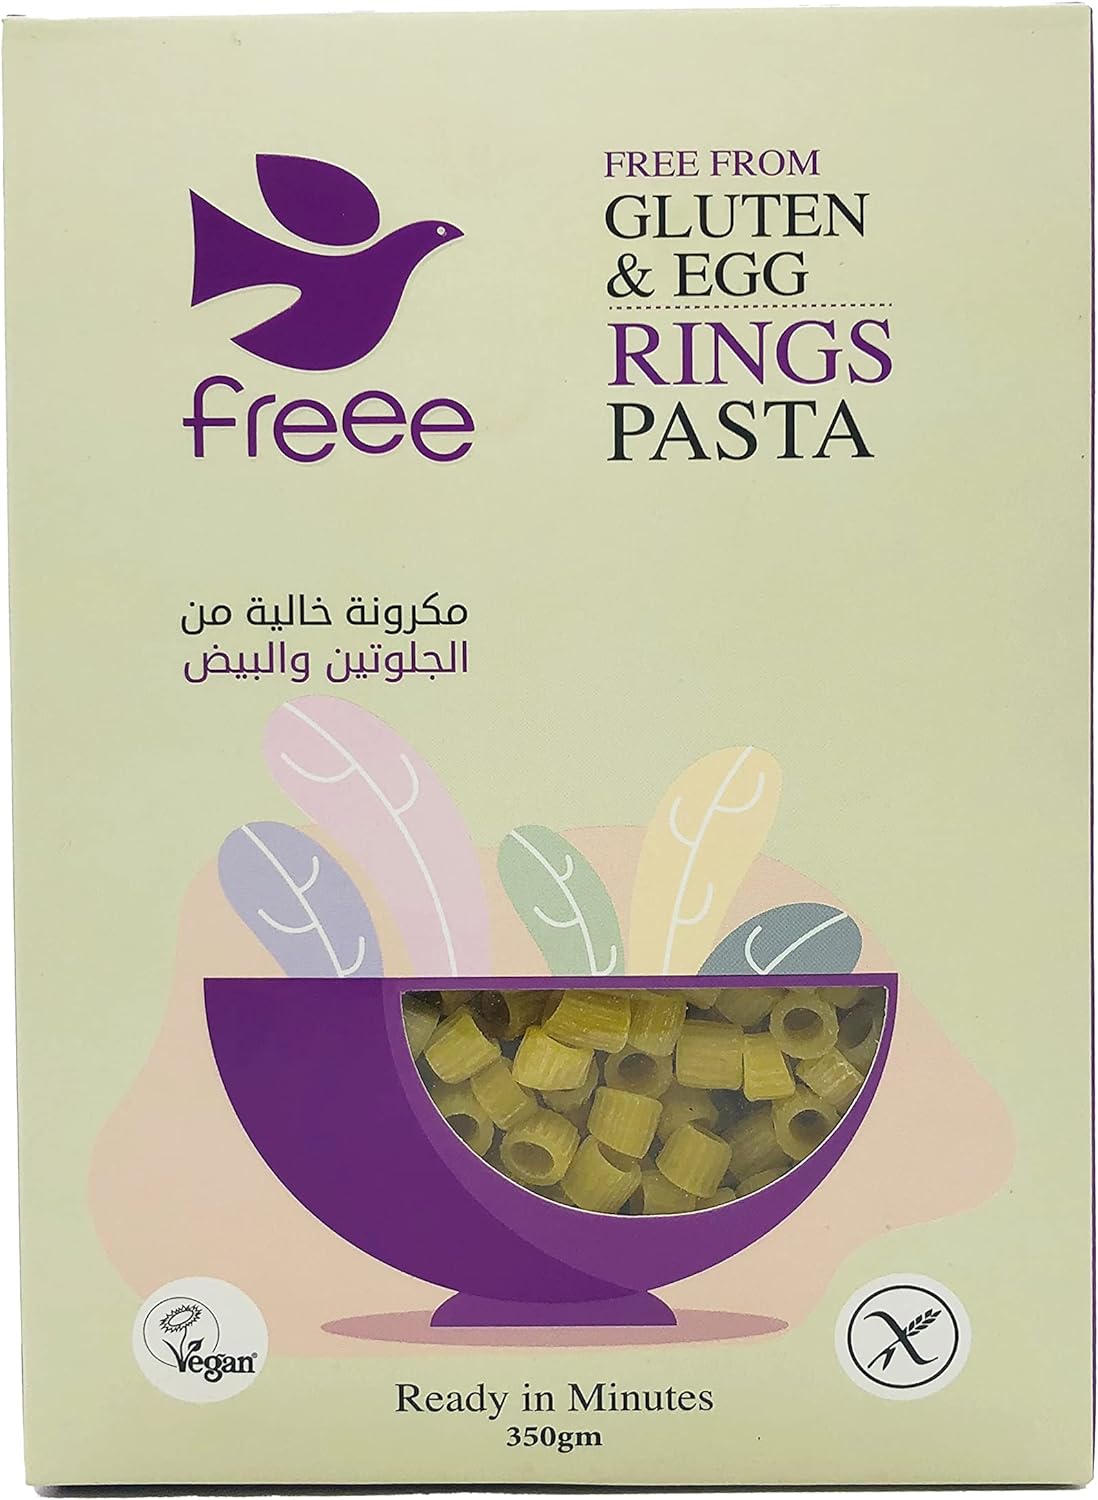 freee
FREE FROM
GLUTEN
& EGG
RINGS
PASTA
مكرونة خالية من
الجلوتين والبيض
Vegan
Ready in Minutes
350gm